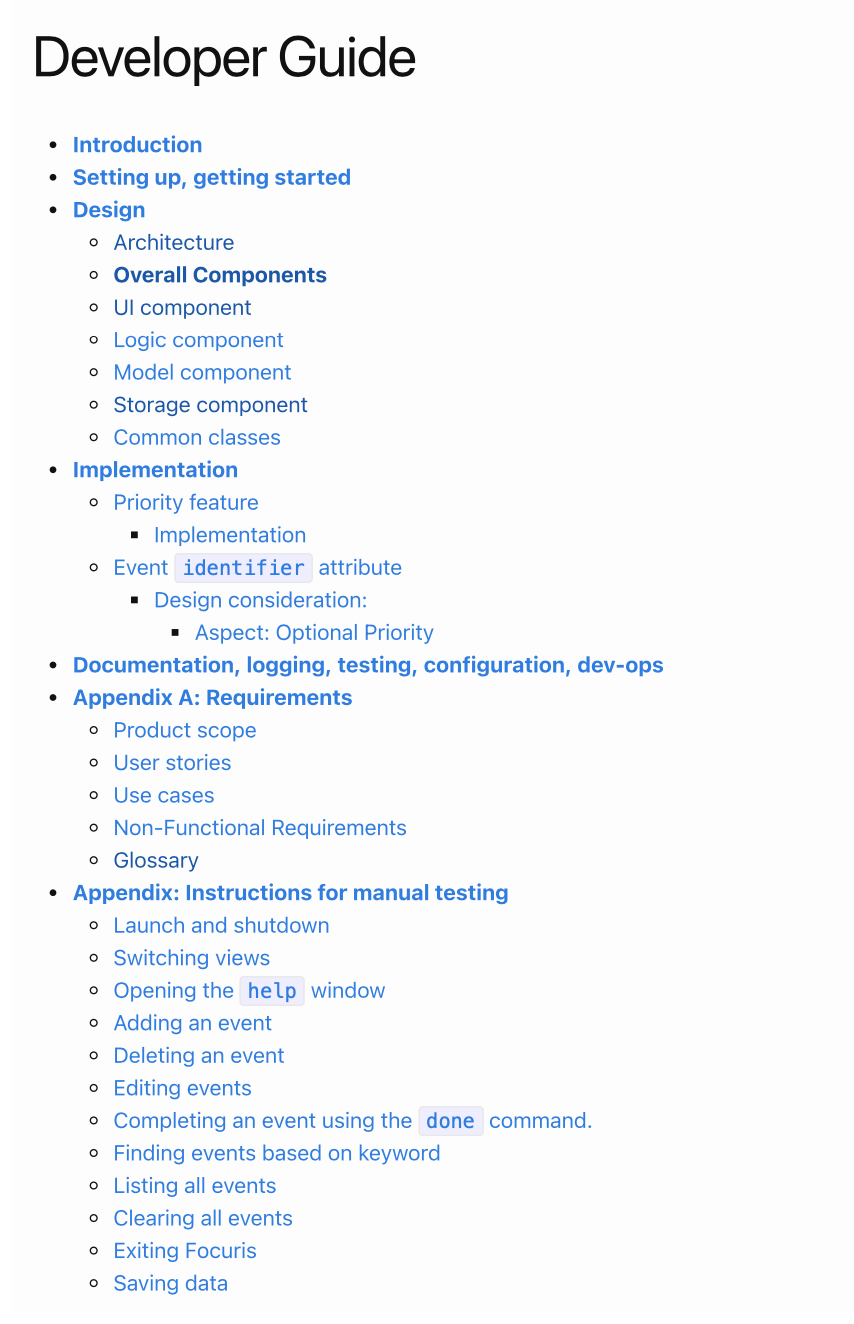 Developer Guide
Introduction
Setting up, getting started
Design
Architecture
Overall Components
UI component
Logic component
Model component
Storage component
Common classes
Implementation
Priority feature
Implementation
Event identifier attribute
Design consideration:
Aspect: Optional Priority
Documentation, logging, testing, configuration, dev-ops
Appendix A: Requirements
Product scope
User stories
Use cases
Non-Functional Requirements
Glossary
Appendix: Instructions for manual testing
Launch and shutdown
Switching views
Opening the help window
Adding an event
Deleting an event
Editing events
Completing an event using the done command.
Finding events based on keyword
Listing all events
Clearing all events
Exiting Focuris
Saving data